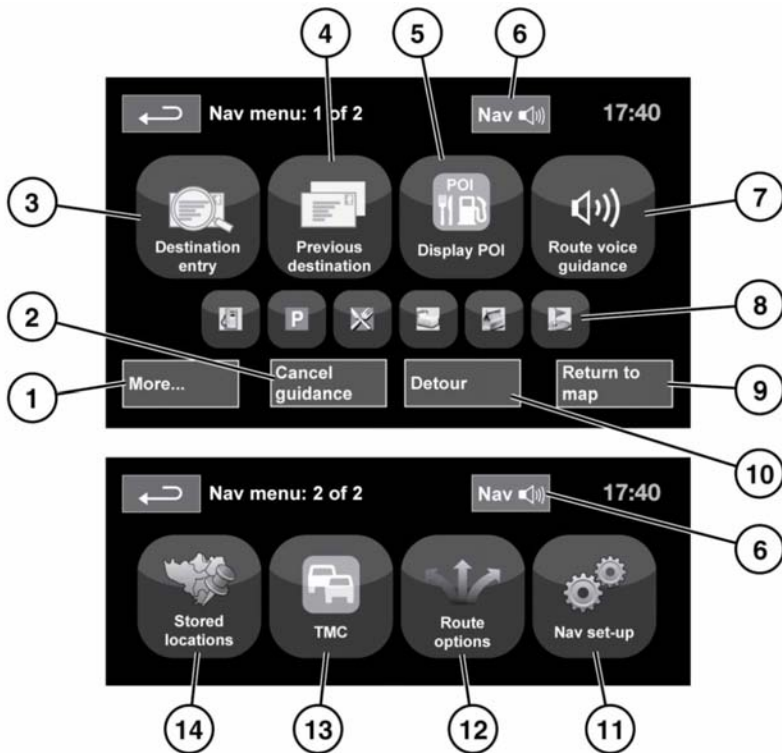 4
5
6
Nav menu: 1 of 2
Nav
17:40
3
POI
7
Destination
entry
Previous
destination
Display POI
Route voice
guidance
2
P
8
More...
Cancel
guidance
Detour
Return to
map
1
9
10
Nav menu: 2 of 2
Nav
17:40
6
Stored
locations
TMC
Route
options
Nav set-up
14
13
12
11